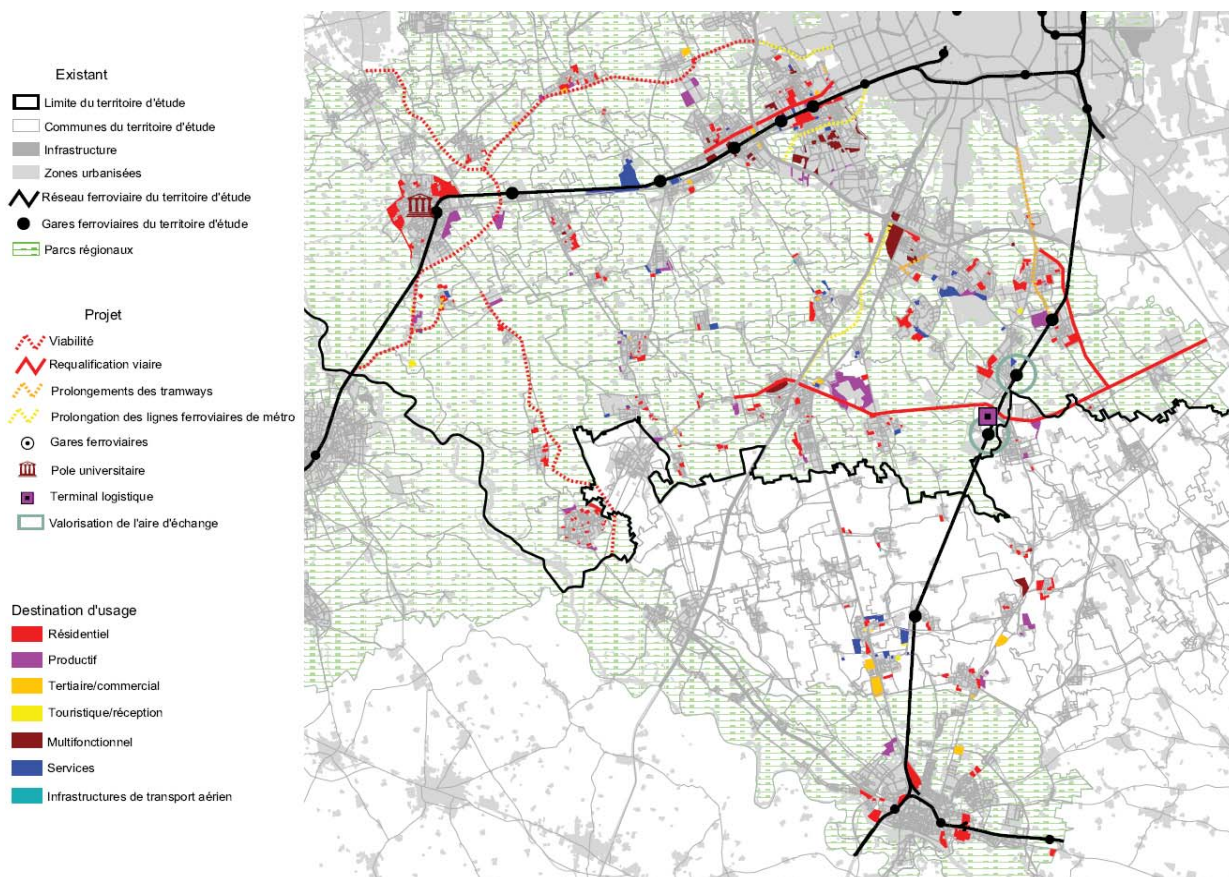 Existant
Limite du territoire d'étude
Communes du territoire d'étude
Infrastructure
Zones urbanisées
Réseau ferroviaire du territoire d'étude
Gares ferroviaires du territoire d'étude
Parcs régionaux
Projet
Viabilité
Requalification viaire
Prolongements des tramways
Prolongation des lignes ferroviaires de métro
Gares ferroviaires
Pole universitaire
Terminal logistique
Valorisation de l'aire d'échange
Destination d'usage
Résidentiel
Productif
Tertiaire/commercial
Touristique/réception
Multifonctionnel
Services
Infrastructures de transport aérien